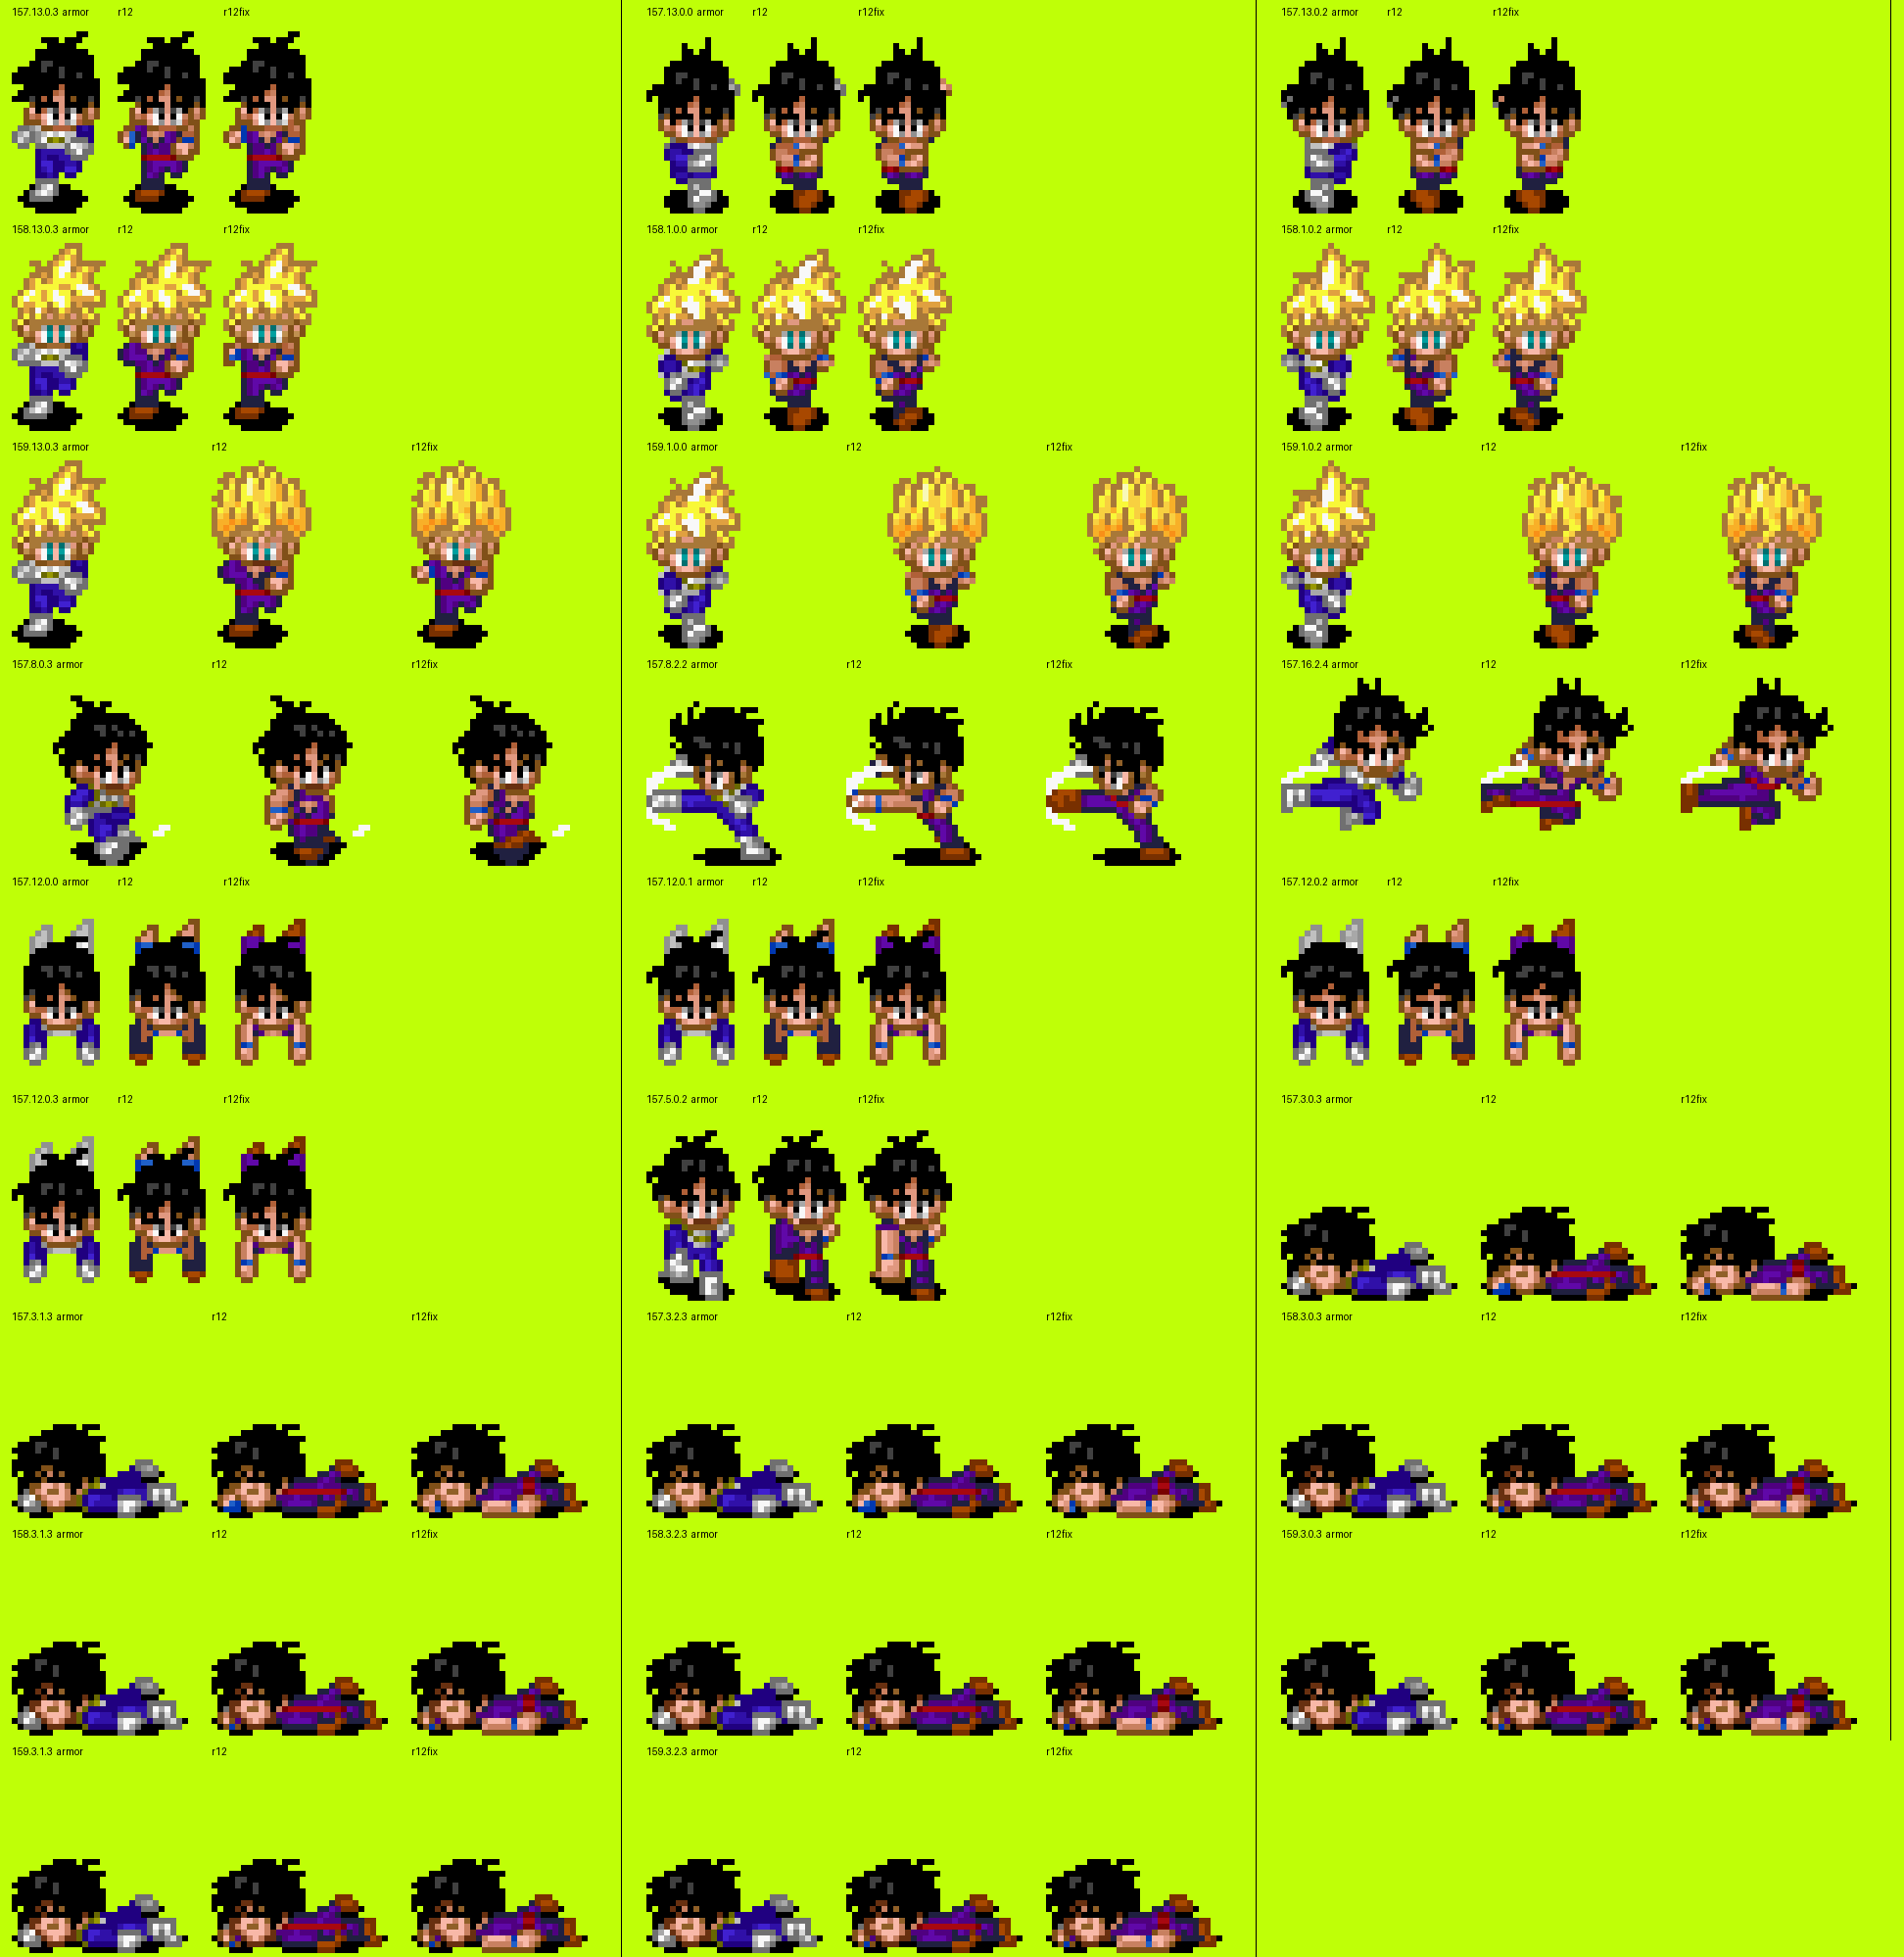 157.13.0.3 armor r12 r12fix 157.13.0.0 armor r12 r12fix 157.13.0.2 armor r12 r12fix
158.13.0.3 armor r12 r12fix 158.1.0.0 armor r12 r12fix 158.1.0.2 armor r12 r12fix
159.13.0.3 armor r12 r12fix 159.1.0.0 armor r12 r12fix 159.1.0.2 armor r12 r12fix
157.8.0.3 armor r12 r12fix 157.8.2.2 armor r12 r12fix 157.16.2.4 armor r12 r12fix
157.12.0.0 armor r12 r12fix 157.12.0.1 armor r12 r12fix 157.12.0.2 armor r12 r12fix
157.12.0.3 armor r12 r12fix 157.5.0.2 armor r12 r12fix 157.3.0.3 armor r12 r12fix
157.3.1.3 armor r12 r12fix 157.3.2.3 armor r12 r12fix 158.3.0.3 armor r12 r12fix
158.3.1.3 armor r12 r12fix 158.3.2.3 armor r12 r12fix 159.3.0.3 armor r12 r12fix
159.3.1.3 armor r12 r12fix 159.3.2.3 armor r12 r12fix